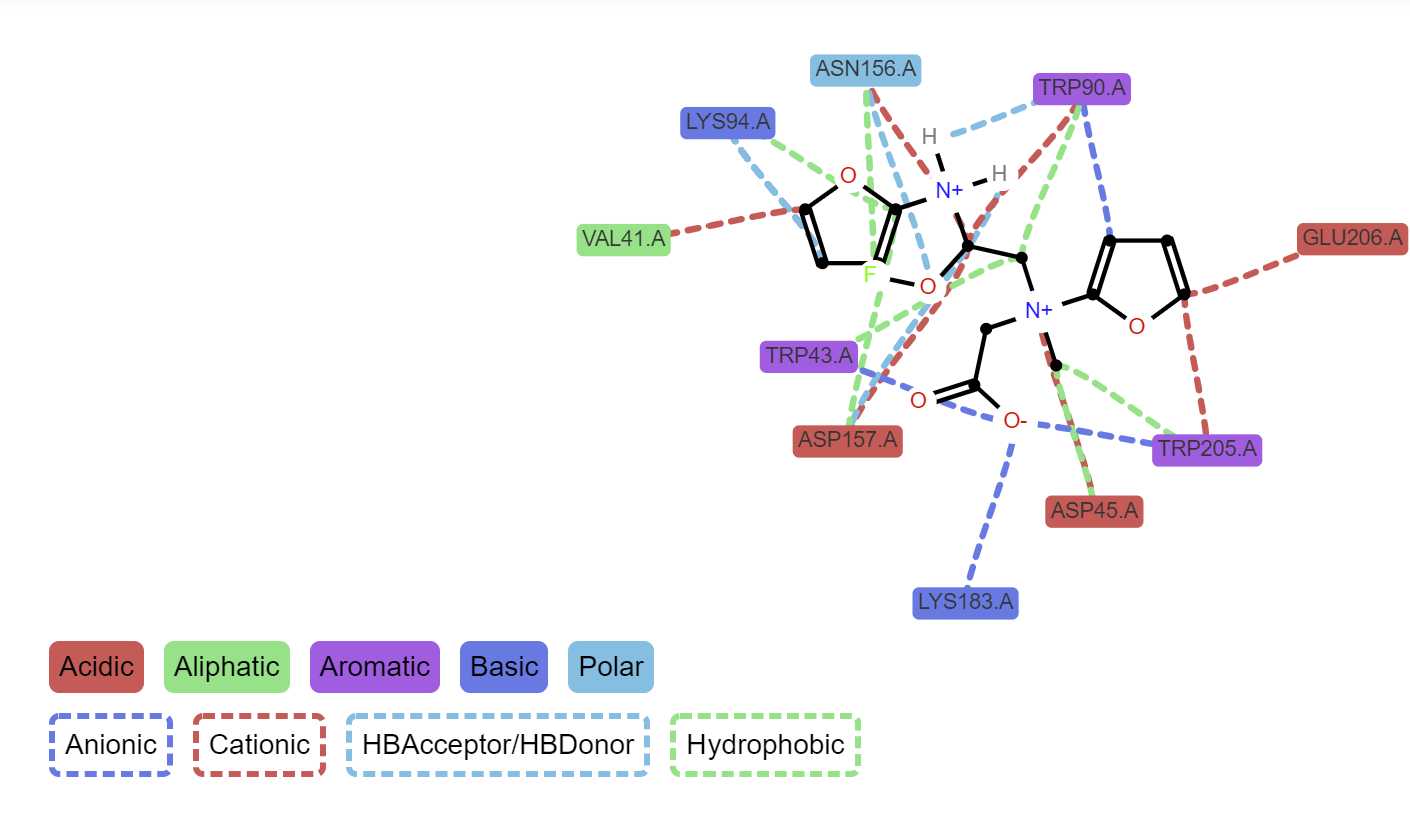 ASN156.A
TRP90.A
LYS94.A
H
H
O
N+
VAL41.A
GLU206.A
F
O
N+
O
TRP43.A
O
O-
ASP157.A
TRP205.A
ASP45.A
LYS183.A
Acidic Aliphatic Aromatic Basic Polar
Anionic Cationic HBAcceptor/HBDonor Hydrophobic